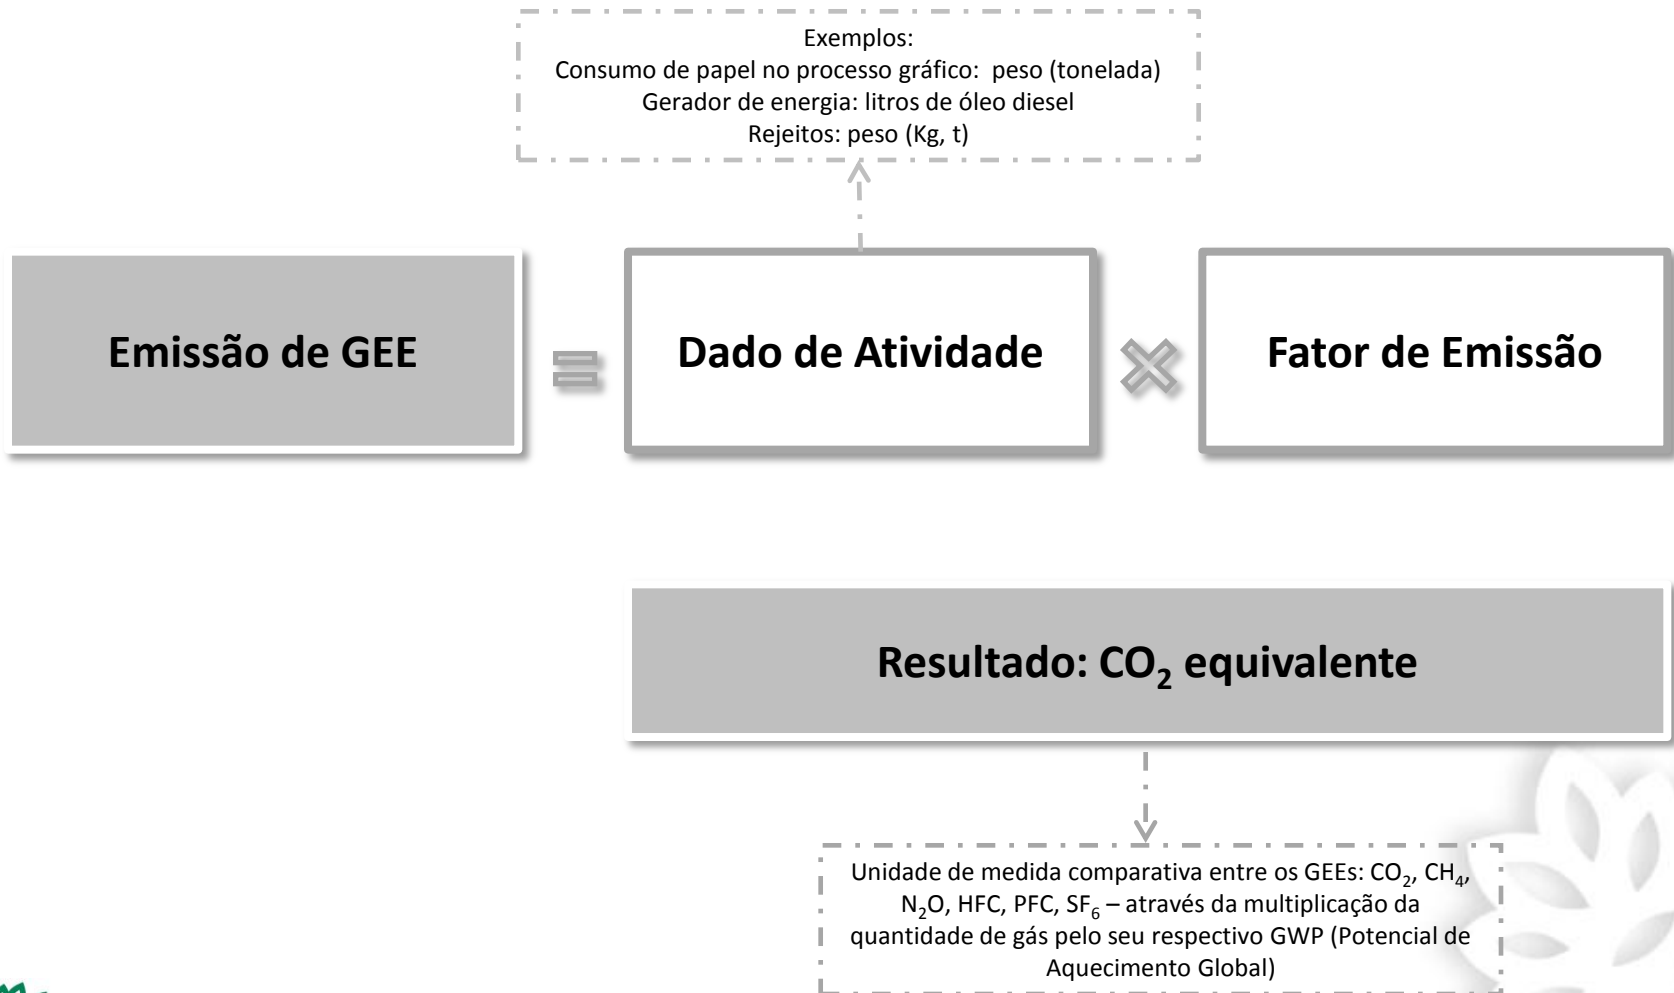 Exemplos:
Consumo de papel no processo gráfico: peso (tonelada)
Gerador de energia: litros de óleo diesel
Rejeitos: peso (Kg, t)
Emissão de GEE
Dado de Atividade
Fator de Emissão
Resultado: CO₂ equivalente
Unidade de medida comparativa entre os GEEs: CO₂, CH₄,
N₂O, HFC, PFC, SF₆ – através da multiplicação da
quantidade de gás pelo seu respectivo GWP (Potencial de
Aquecimento Global)